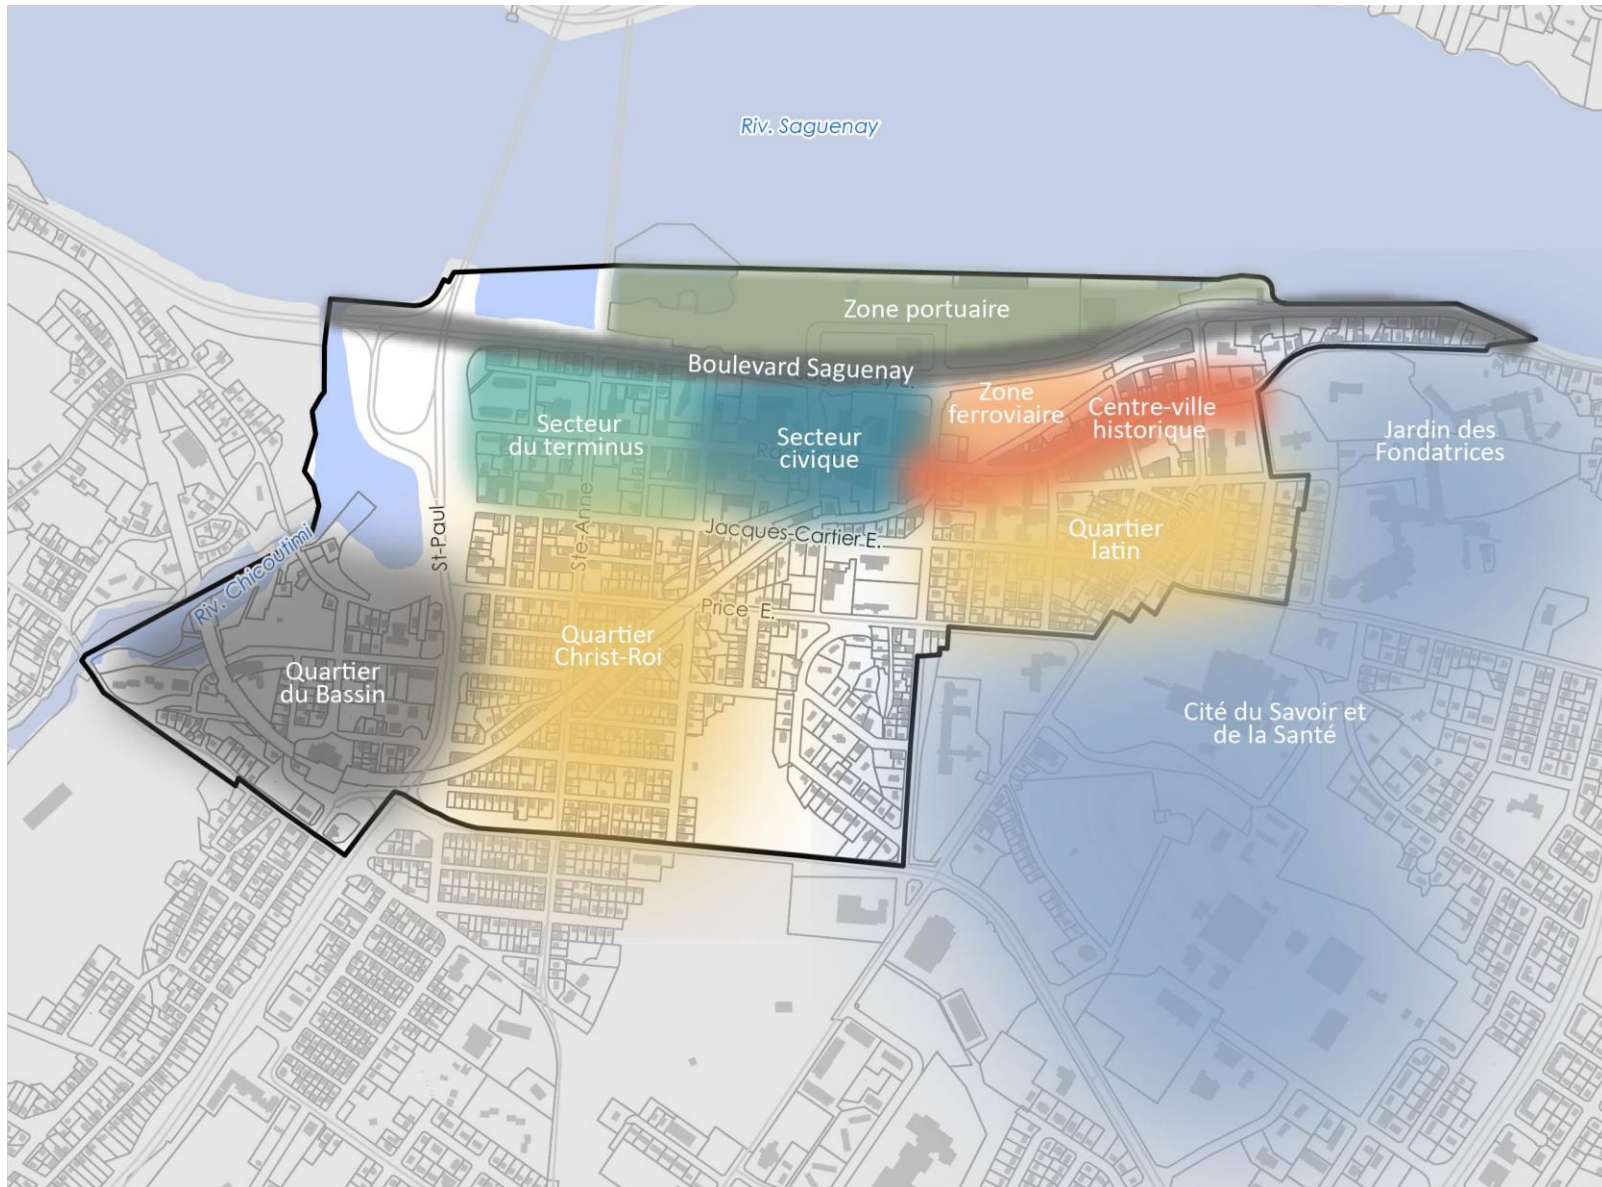 Riv. Saguenay
Zone portuaire
Boulevard Saguenay
Zone
ferroviaire
Centre-ville
historique
Secteur
du terminus
Secteur
civique
Jardin des
Fondatrices
Jacques-Cartier E.
Quartier
latin
St-Paul
Ste-Anne
Riv. Chicoutimi
Price E.
Quartier
Christ-Roi
Quartier
du Bassin
Cité du Savoir et
de la Santé